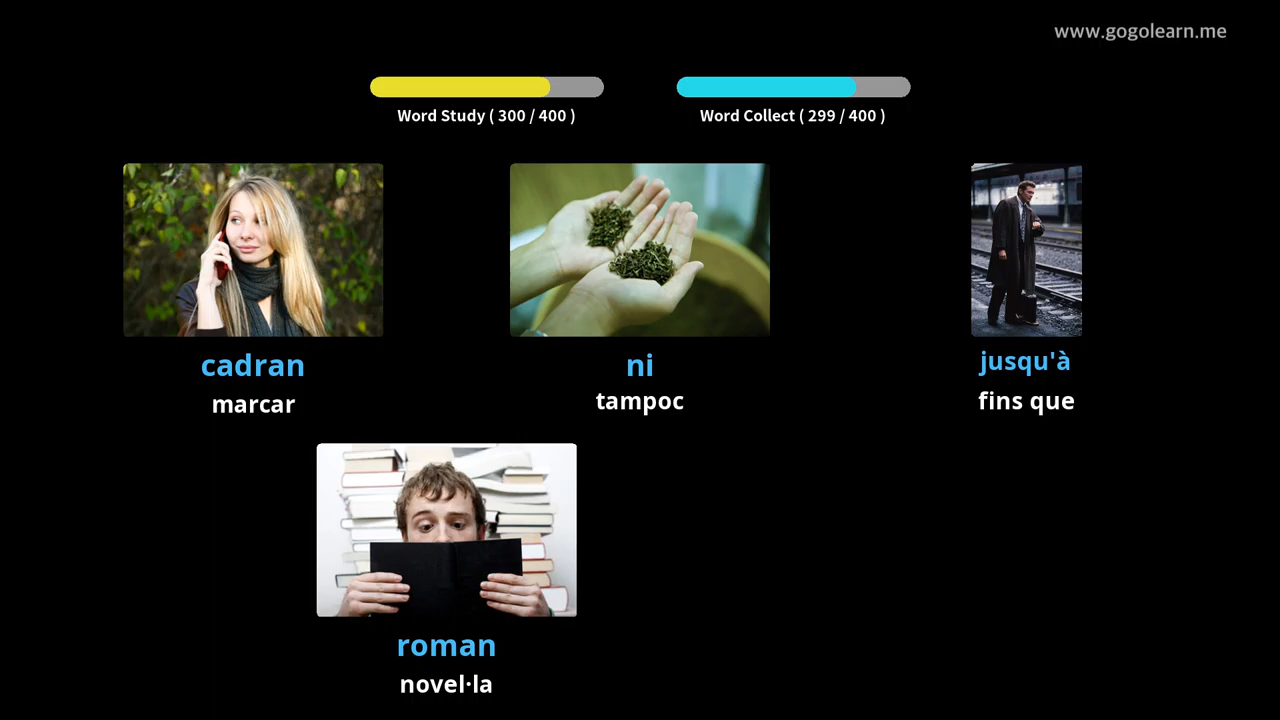 www.gogolearn.me
Word Study ( 300 / 400 )
Word Collect ( 299 / 400 )
cadran
marcar
ni
tampoc
jusqu'à
fins que
roman
novel·la